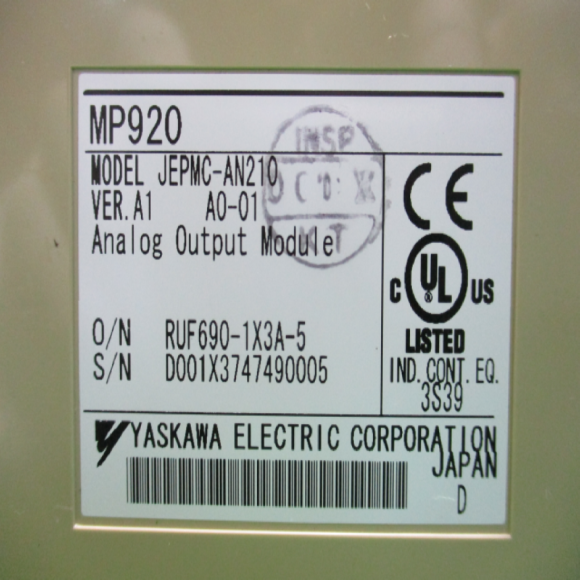 MP920
MODEL JEPMC-AN210
VER.A1 A0-01
Analog Output Module
INSP
O/N RUF690-1X3A-5
S/N D001X3747490005
CE
C UL US
LISTED
IND. CONT. EQ.
3S39
YASKAWA ELECTRIC CORPORATION
JAPAN
D